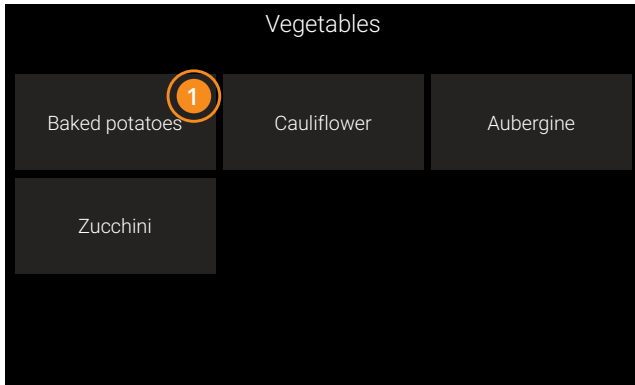 Vegetables
1
Baked potatoes
Cauliflower
Aubergine
Zucchini